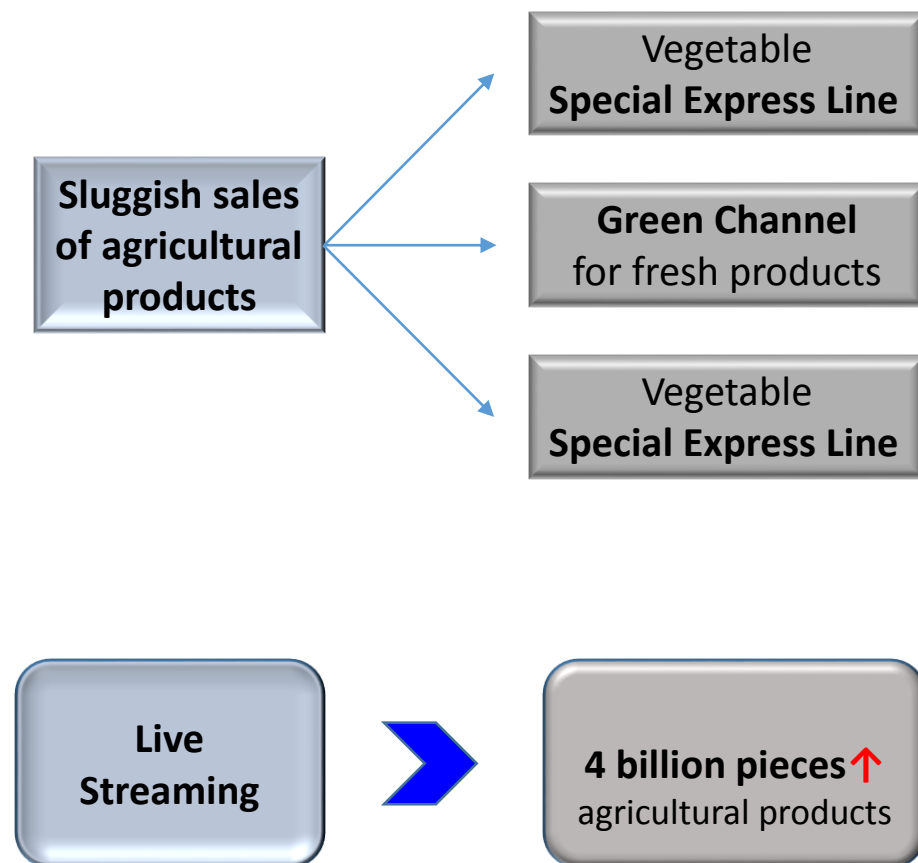 Vegetable
Special Express Line
Sluggish sales
of agricultural
products
Green Channel
for fresh products
Vegetable
Special Express Line
Live
Streaming
4 billion pieces↑
agricultural products